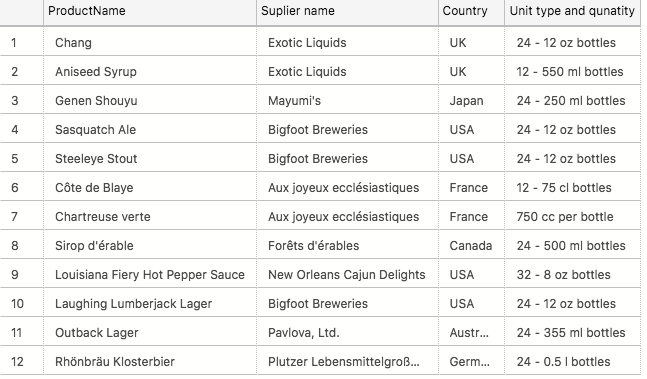 ProductName Suplier name Country Unit type and qunatity
1 Chang Exotic Liquids UK 24 - 12 oz bottles
2 Aniseed Syrup Exotic Liquids UK 12 - 550 ml bottles
3 Genen Shouyu Mayumi's Japan 24 - 250 ml bottles
4 Sasquatch Ale Bigfoot Breweries USA 24 - 12 oz bottles
5 Steeleye Stout Bigfoot Breweries USA 24 - 12 oz bottles
6 Côte de Blaye Aux joyeux ecclésiastiques France 12 - 75 cl bottles
7 Chartreuse verte Aux joyeux ecclésiastiques France 750 cc per bottle
8 Sirop d'érable Forêts d'érables Canada 24 - 500 ml bottles
9 Louisiana Fiery Hot Pepper Sauce New Orleans Cajun Delights USA 32 - 8 oz bottles
10 Laughing Lumberjack Lager Bigfoot Breweries USA 24 - 12 oz bottles
11 Outback Lager Pavlova, Ltd. Austr... 24 - 355 ml bottles
12 Rhönbräu Klosterbier Plutzer Lebensmittelgroß... Germ... 24 - 0.5 l bottles